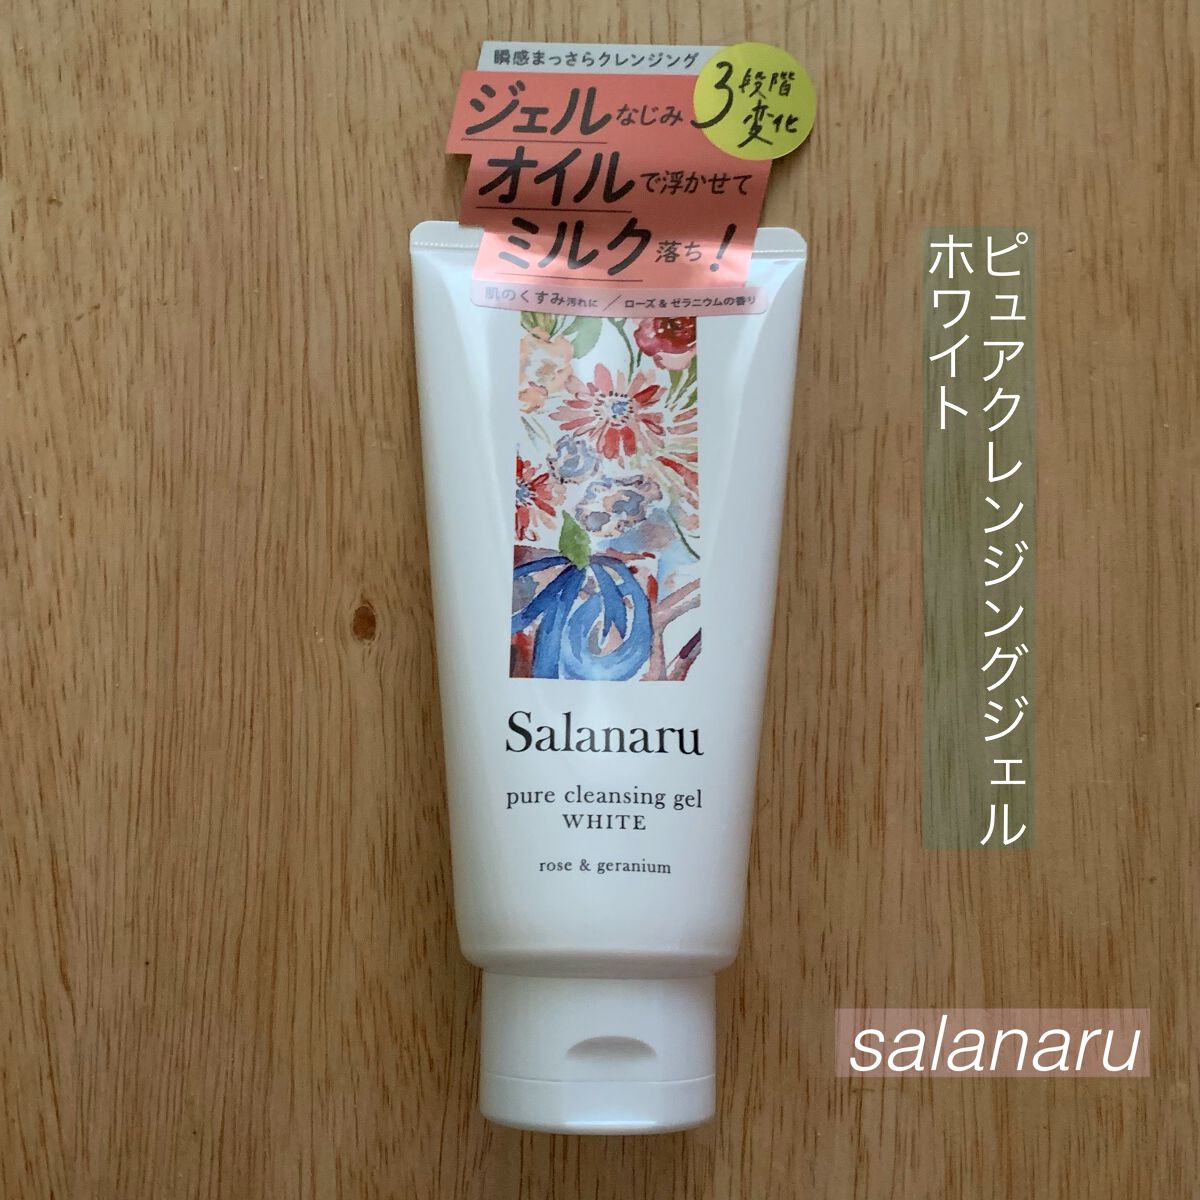 瞬感まっさらクレンジング
3段階
変化
ジェルなじみ
オイルで浮かせて
ミルク落ち!
肌のくすみ汚れに/ローズ&ゼラニウムの香り
Salanaru
pure cleansing gel
WHITE
rose & geranium
ピュアクレンジングジェル
ホワイト
salanaru